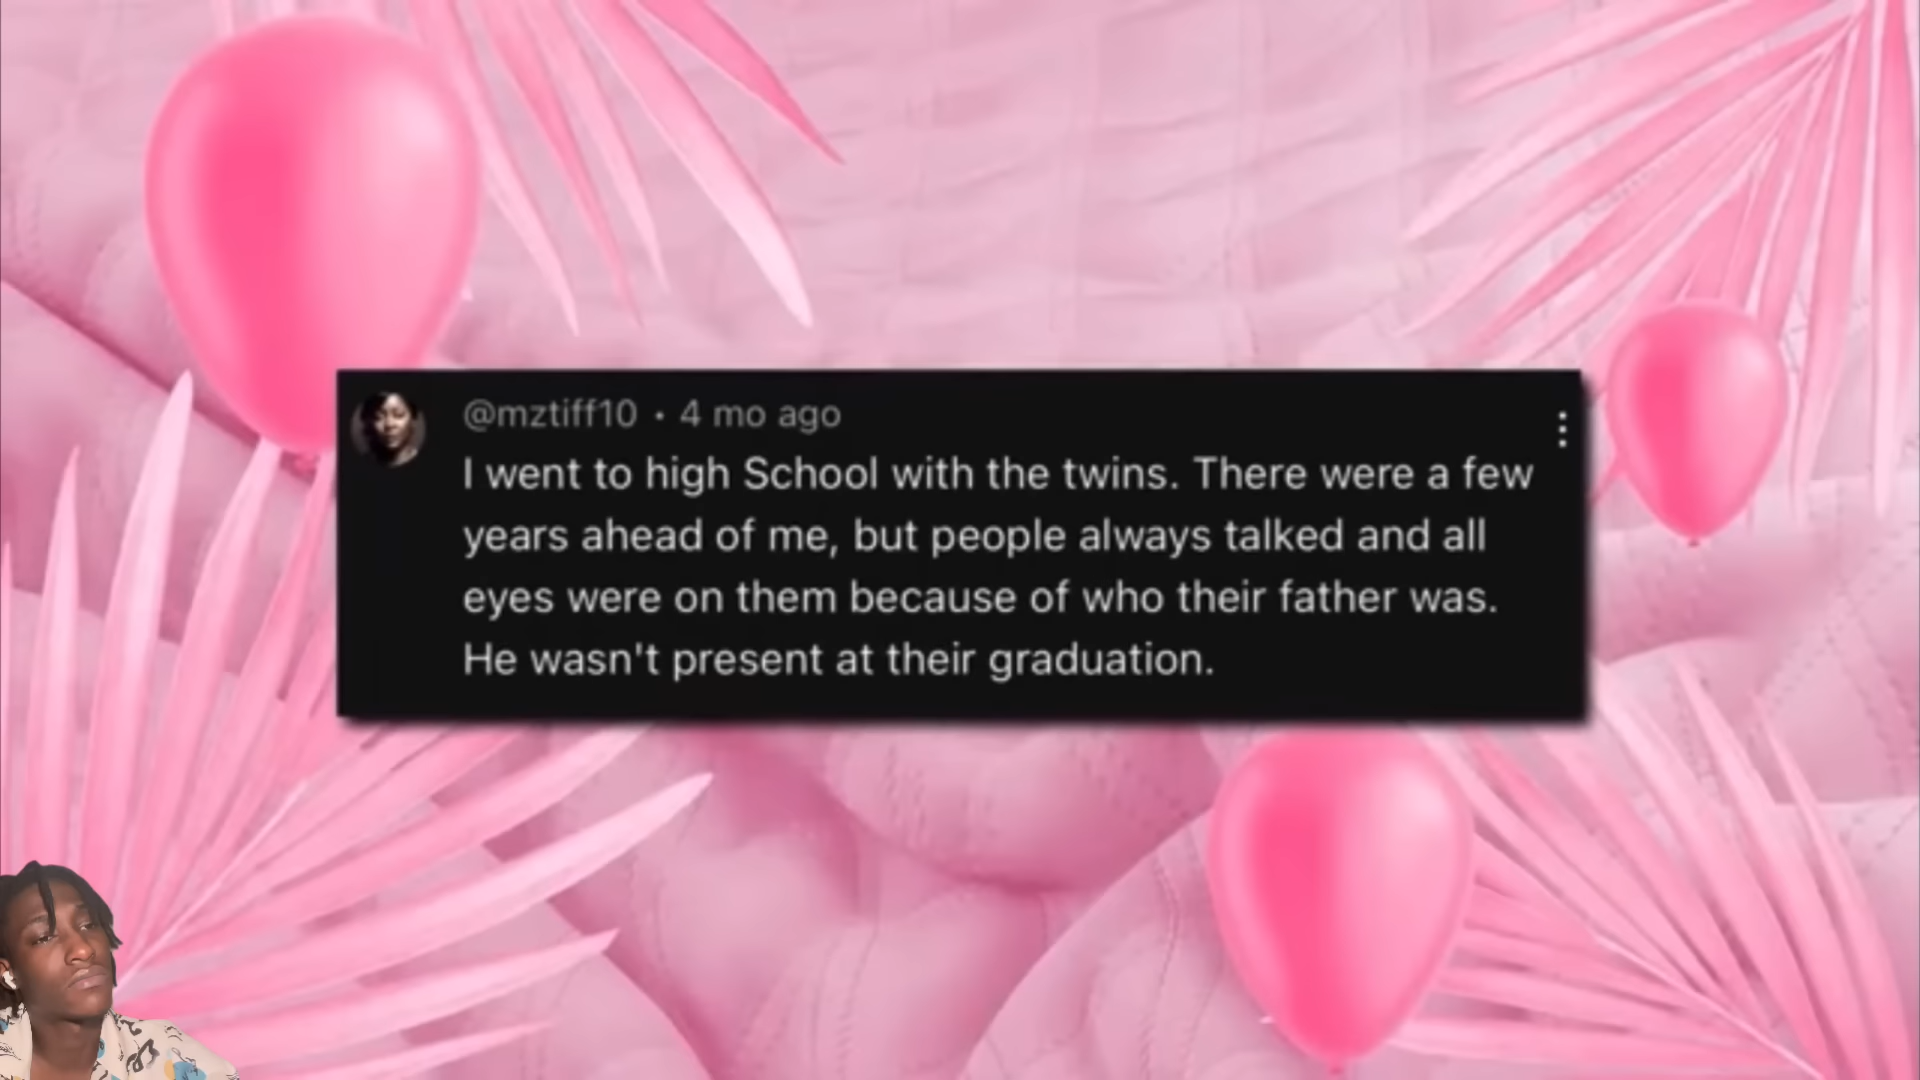 @mztiff10 · 4 mo ago
I went to high School with the twins. There were a few
years ahead of me, but people always talked and all
eyes were on them because of who their father was.
He wasn't present at their graduation.